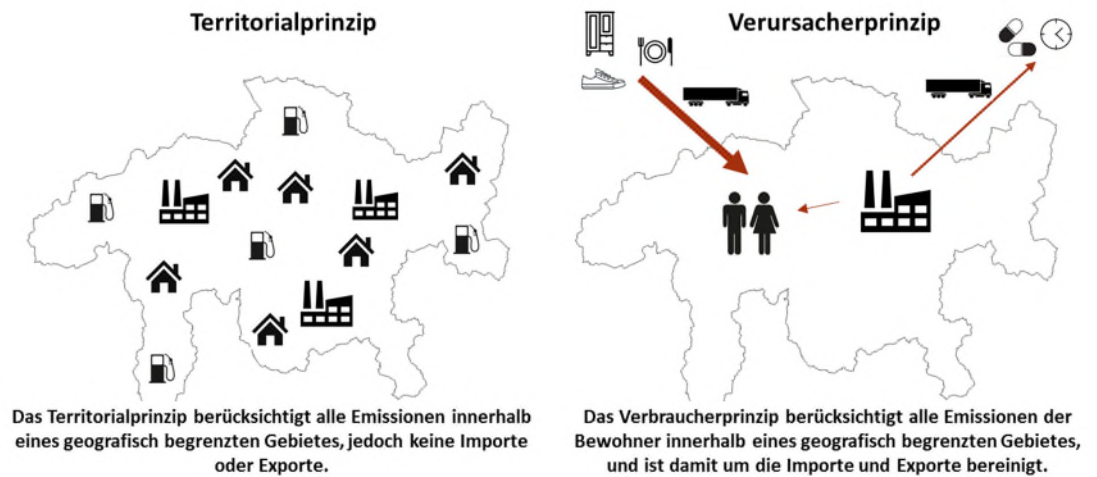 Territorialprinzip
Das Territorialprinzip berücksichtigt alle Emissionen innerhalb
eines geografisch begrenzten Gebietes, jedoch keine Importe
oder Exporte.
Verursacherprinzip
Das Verbraucherprinzip berücksichtigt alle Emissionen der
Bewohner innerhalb eines geografisch begrenzten Gebietes,
und ist damit um die Importe und Exporte bereinigt.